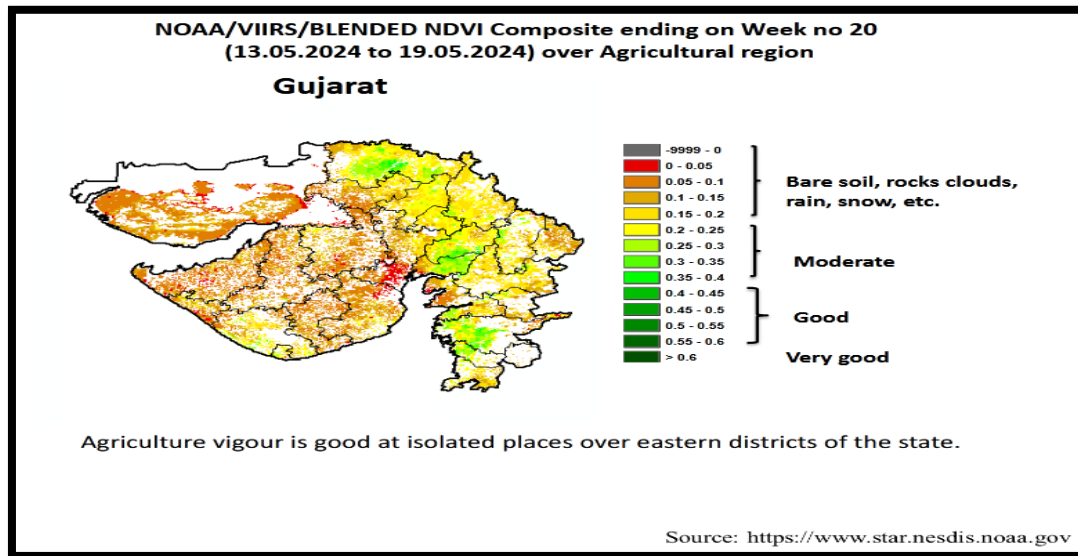 NOAA/VIIRS/BLENDED NDVI Composite ending on Week no 20
(13.05.2024 to 19.05.2024) over Agricultural region
Gujarat
-9999 - 0
0 - 0.05
0.05 - 0.1
0.1 - 0.15
0.15 - 0.2
0.2 - 0.25
0.25 - 0.3
0.3 - 0.35
0.35 - 0.4
0.4 - 0.45
0.45 - 0.5
0.5 - 0.55
0.55 - 0.6
> 0.6
Bare soil, rocks clouds,
rain, snow, etc.
Moderate
Good
Very good
Agriculture vigour is good at isolated places over eastern districts of the state.
Source: https://www.star.nesdis.noaa.gov